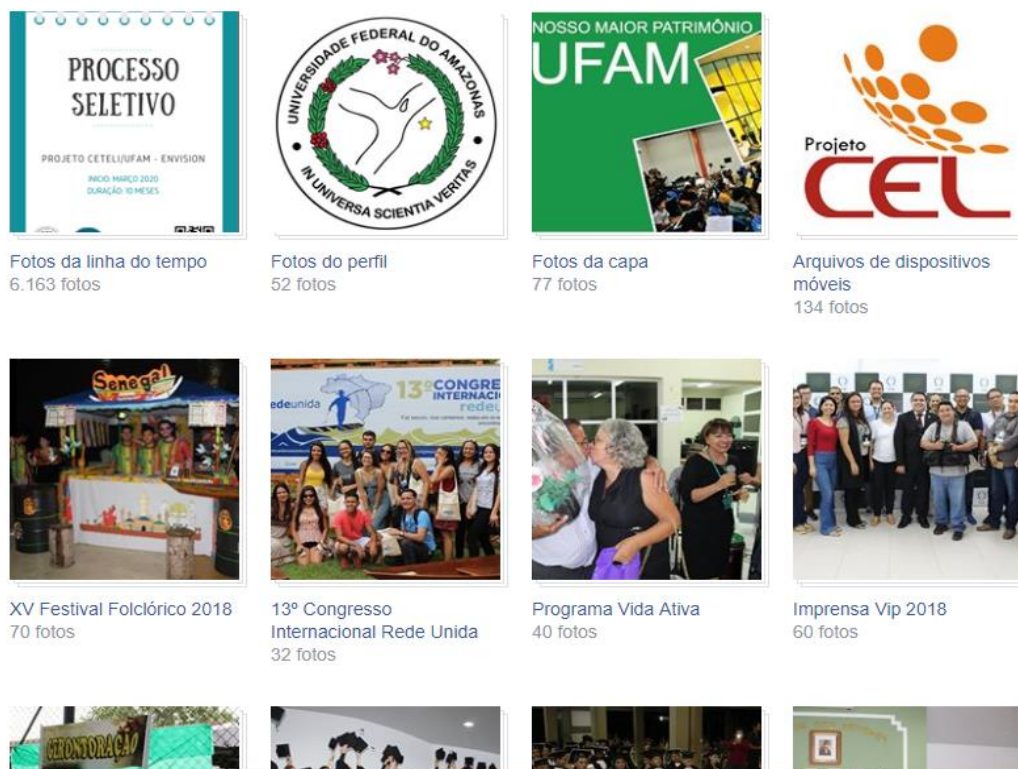 PROCESSO
SELETIVO
PROJETO CETELI/UFAM - ENVISION
INICIO: MARÇO 2020
DURAÇÃO: 10 MESES
UNIVERSIDADE FEDERAL DO AMAZONAS
IN UNIVERSA SCIENTIA VERITAS
NOSSO MAIOR PATRIMÔNIO
UFAM
Projeto
CEL
Fotos da linha do tempo
6.163 fotos
Fotos do perfil
52 fotos
Fotos da capa
77 fotos
Arquivos de dispositivos
móveis
134 fotos
Senegal
edeunida
13º CONGRE
INTERNACI
redeu
XV Festival Folclórico 2018
70 fotos
13º Congresso
Internacional Rede Unida
32 fotos
Programa Vida Ativa
40 fotos
Imprensa Vip 2018
60 fotos
GERONTORAÇÃO